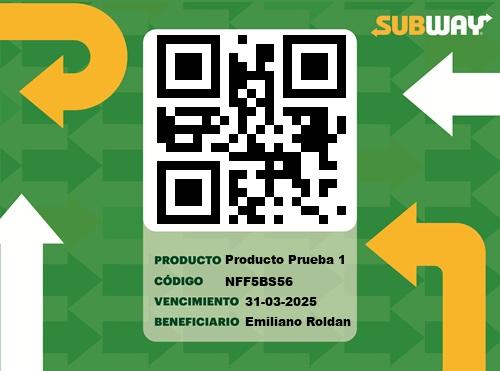 SUBWAY
PRODUCTO Producto Prueba 1
CÓDIGO NFF5BS56
VENCIMIENTO 31-03-2025
BENEFICIARIO Emiliano Roldan